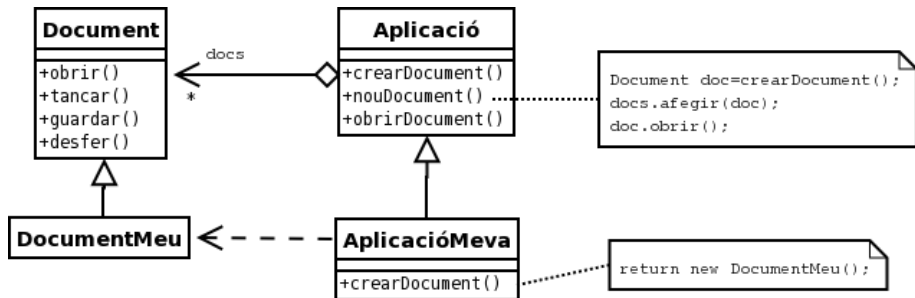 Document
+obrir()
+tancar()
+guardar()
+desfer()
docs
*
Aplicació
+crearDocument()
+nouDocument()
+obrirDocument()
Document doc=crearDocument();
docs.afegir(doc);
doc.obrir();
DocumentMeu
AplicacióMeva
+crearDocument()
return new DocumentMeu();